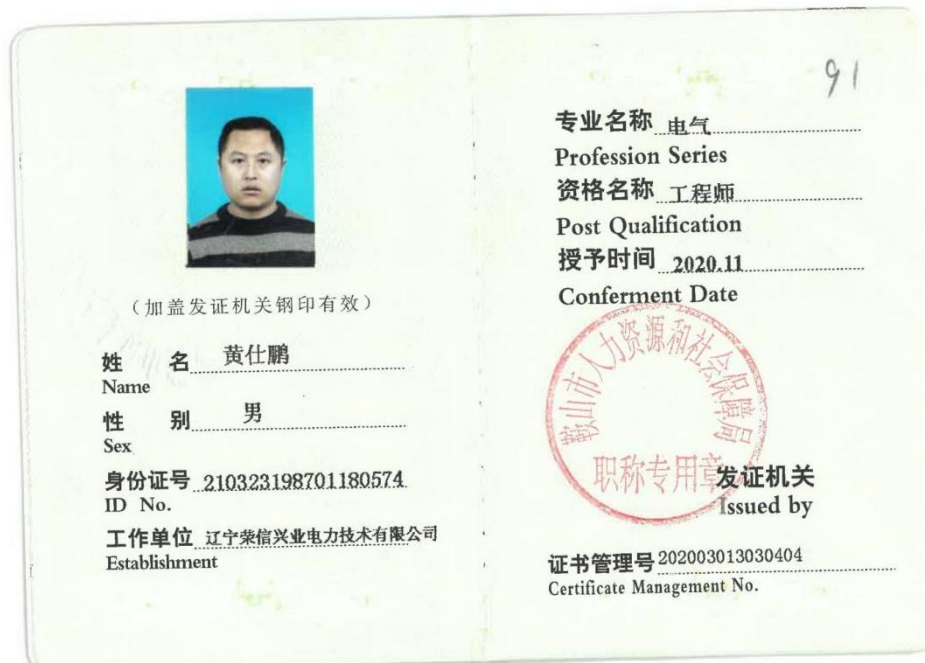 （加盖发证机关钢印有效）
姓 名 黄仕鹏
Name
性 别 男
Sex
身份证号 210323198701180574
ID No.
工作单位 辽宁荣信兴业电力技术有限公司
Establishment
91
专业名称 电气
Profession Series
资格名称 工程师
Post Qualification
授予时间 2020.11
Conferment Date
鞍山市人力资源和社会保障局
职称专用章
发证机关
Issued by
证书管理号 202003013030404
Certificate Management No.